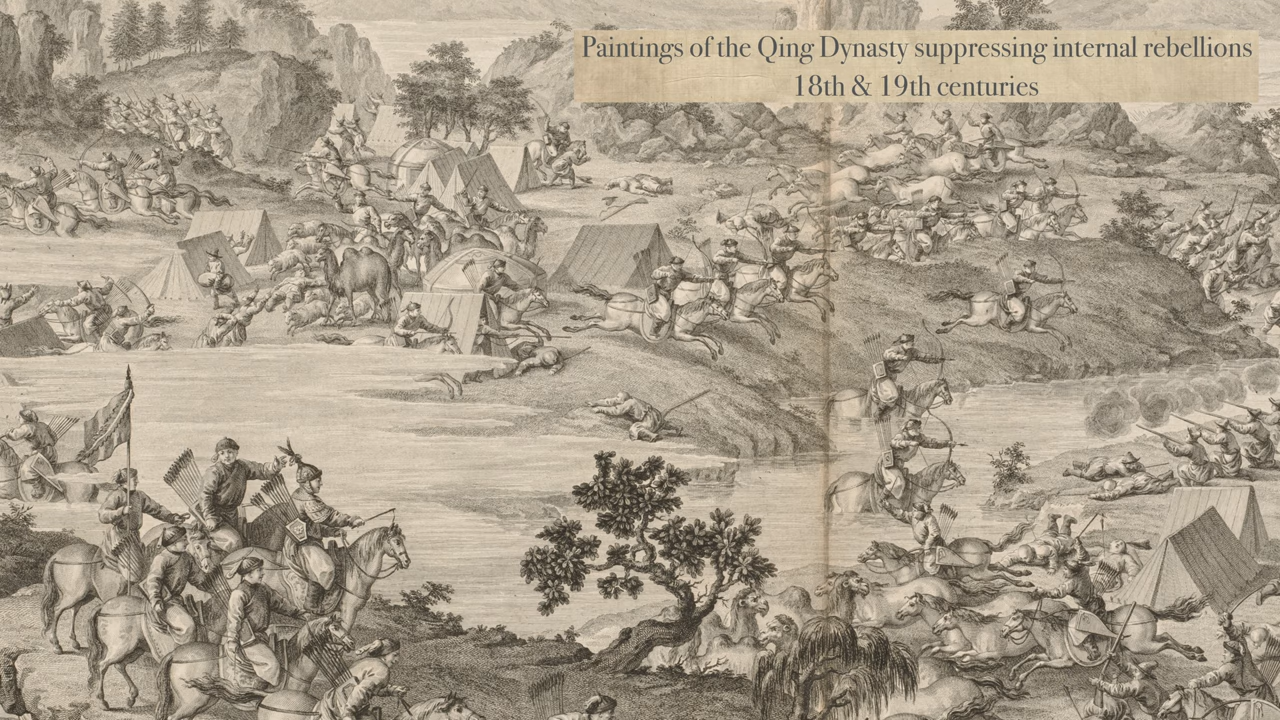 Paintings of the Qing Dynasty suppressing internal rebellions
18th & 19th centuries